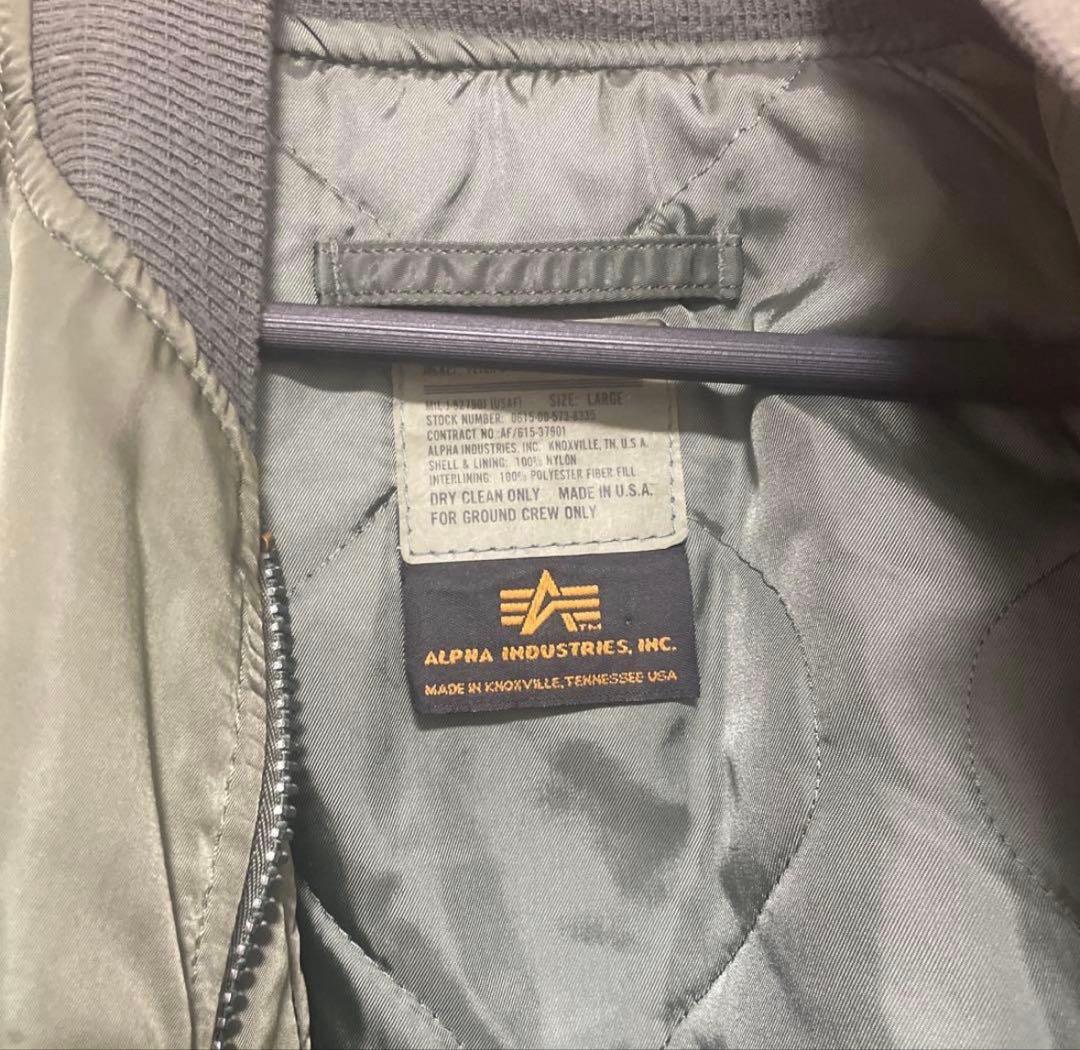 MIL J-52790J (USAF) SIZE: LARGE
STOCK NUMBER: 0615-00-573-8335
CONTRACT NO :AF/615-37901
ALPHA INDUSTRIES, INC. KNOXVILLE, TN. U.S.A.
SHELL & LINING: 100% NYLON
INTERLINING: 100% POLYESTER FIBER FILL
DRY CLEAN ONLY MADE IN U.S.A.
FOR GROUND CREW ONLY
TM
ALPHA INDUSTRIES, INC.
MADE IN KNOXVILLE, TENNESSEE USA